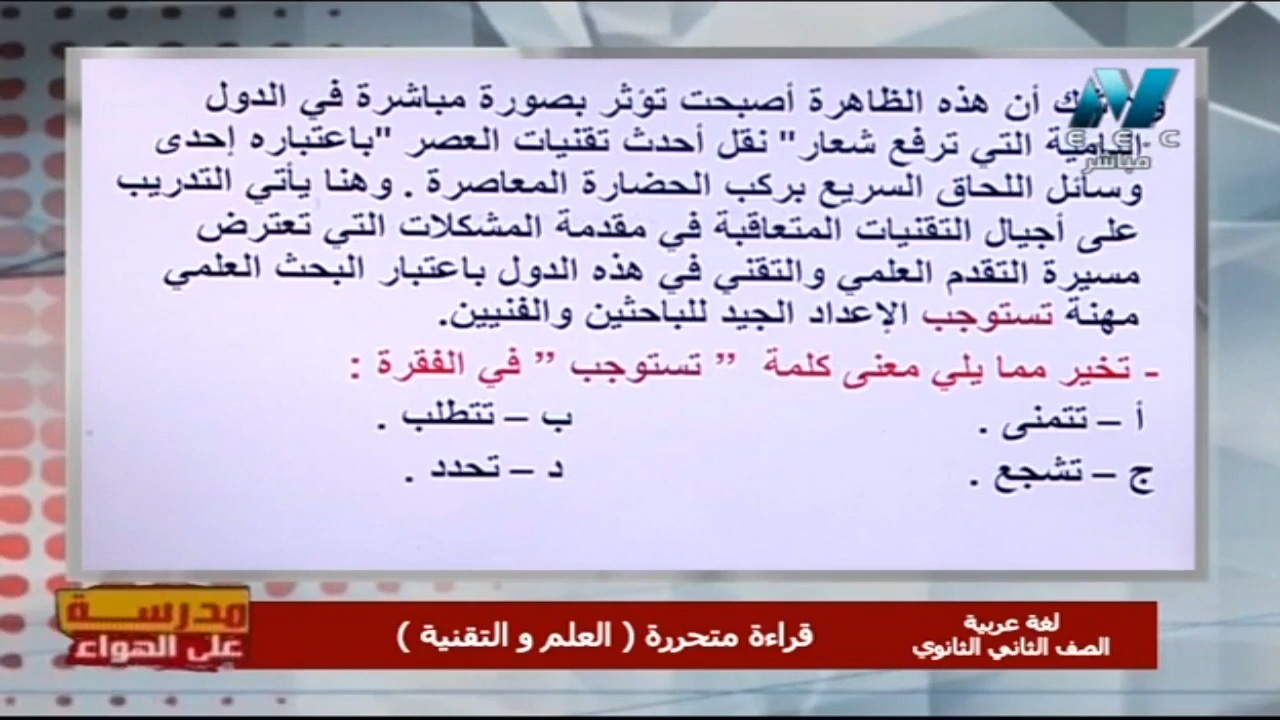 أن هذه الظاهرة أصبحت تؤثر بصورة مباشرة في الدول
النامية التي ترفع شعار" نقل أحدث تقنيات العصر "باعتباره إحدى
وسائل اللحاق السريع بركب الحضارة المعاصرة . وهنا يأتي التدريب
على أجيال التقنيات المتعاقبة في مقدمة المشكلات التي تعترض
مسيرة التقدم العلمي والتقني في هذه الدول باعتبار البحث العلمي
مهنة تستوجب الإعداد الجيد للباحثين والفنيين.
- تخير مما يلي معنى كلمة " تستوجب " في الفقرة :
أ – تتمنى . ب – تتطلب .
ج – تشجع . د – تحدد .
E E C
مباشر
لغة عربية
الصف الثاني الثانوي
قراءة متحررة ( العلم و التقنية )
مدرسة
على الهواء